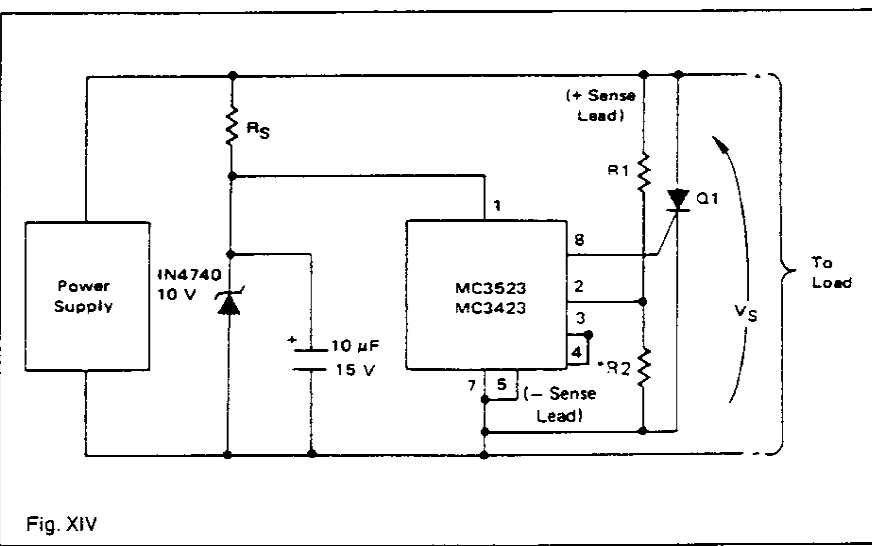 (+ Sense
Lead)
RS
R1
Q1
1
8
Power
Supply
IN4740
10 V
MC3523
MC3423
2
3
4
To
Load
VS
+
10 µF
15 V
*R2
7
5
(– Sense
Lead)
Fig. XIV